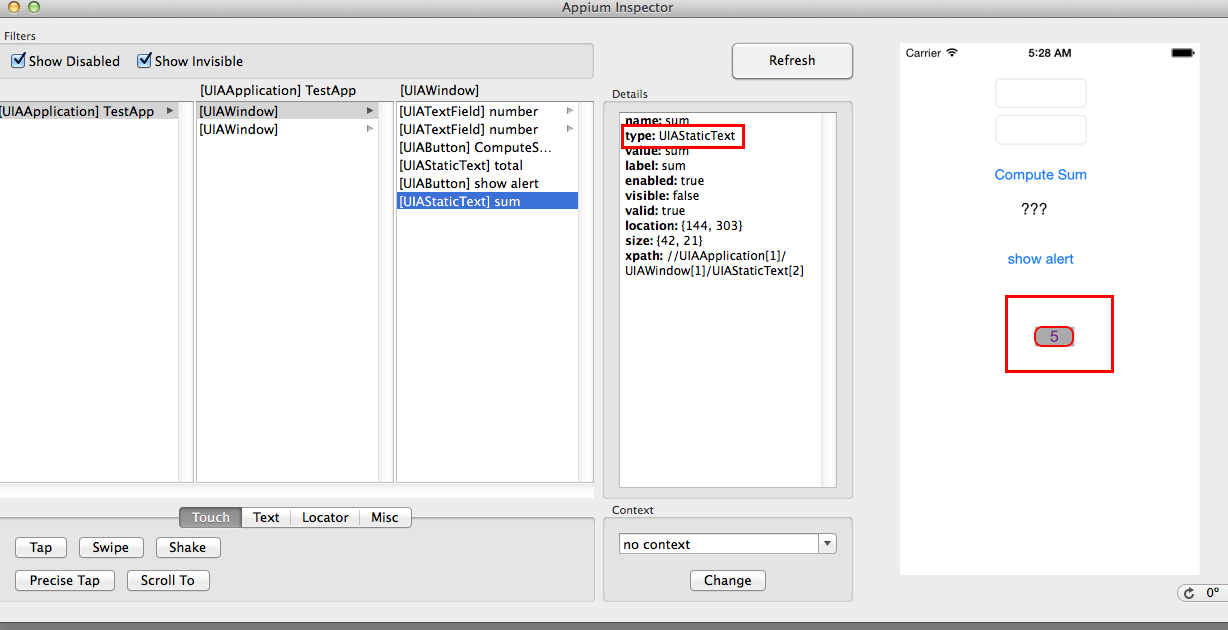 Appium Inspector
Filters
Show Disabled Show Invisible
[UIAApplication] TestApp [UIAWindow]
[UIAApplication] TestApp
[UIAWindow]
[UIAWindow]
[UIATextField] number
[UIATextField] number
[UIAButton] ComputeS...
[UIAStaticText] total
[UIAButton] show alert
[UIAStaticText] sum
Refresh
Details
name: sum
type: UIAStaticText
value: sum
label: sum
enabled: true
visible: false
valid: true
location: {144, 303}
size: {42, 21}
xpath: //UIAApplication[1]/
UIAWindow[1]/UIAStaticText[2]
Carrier 5:28 AM
Compute Sum
???
show alert
5
Touch Text Locator Misc
Tap Swipe Shake
Precise Tap Scroll To
Context
no context
Change
0°